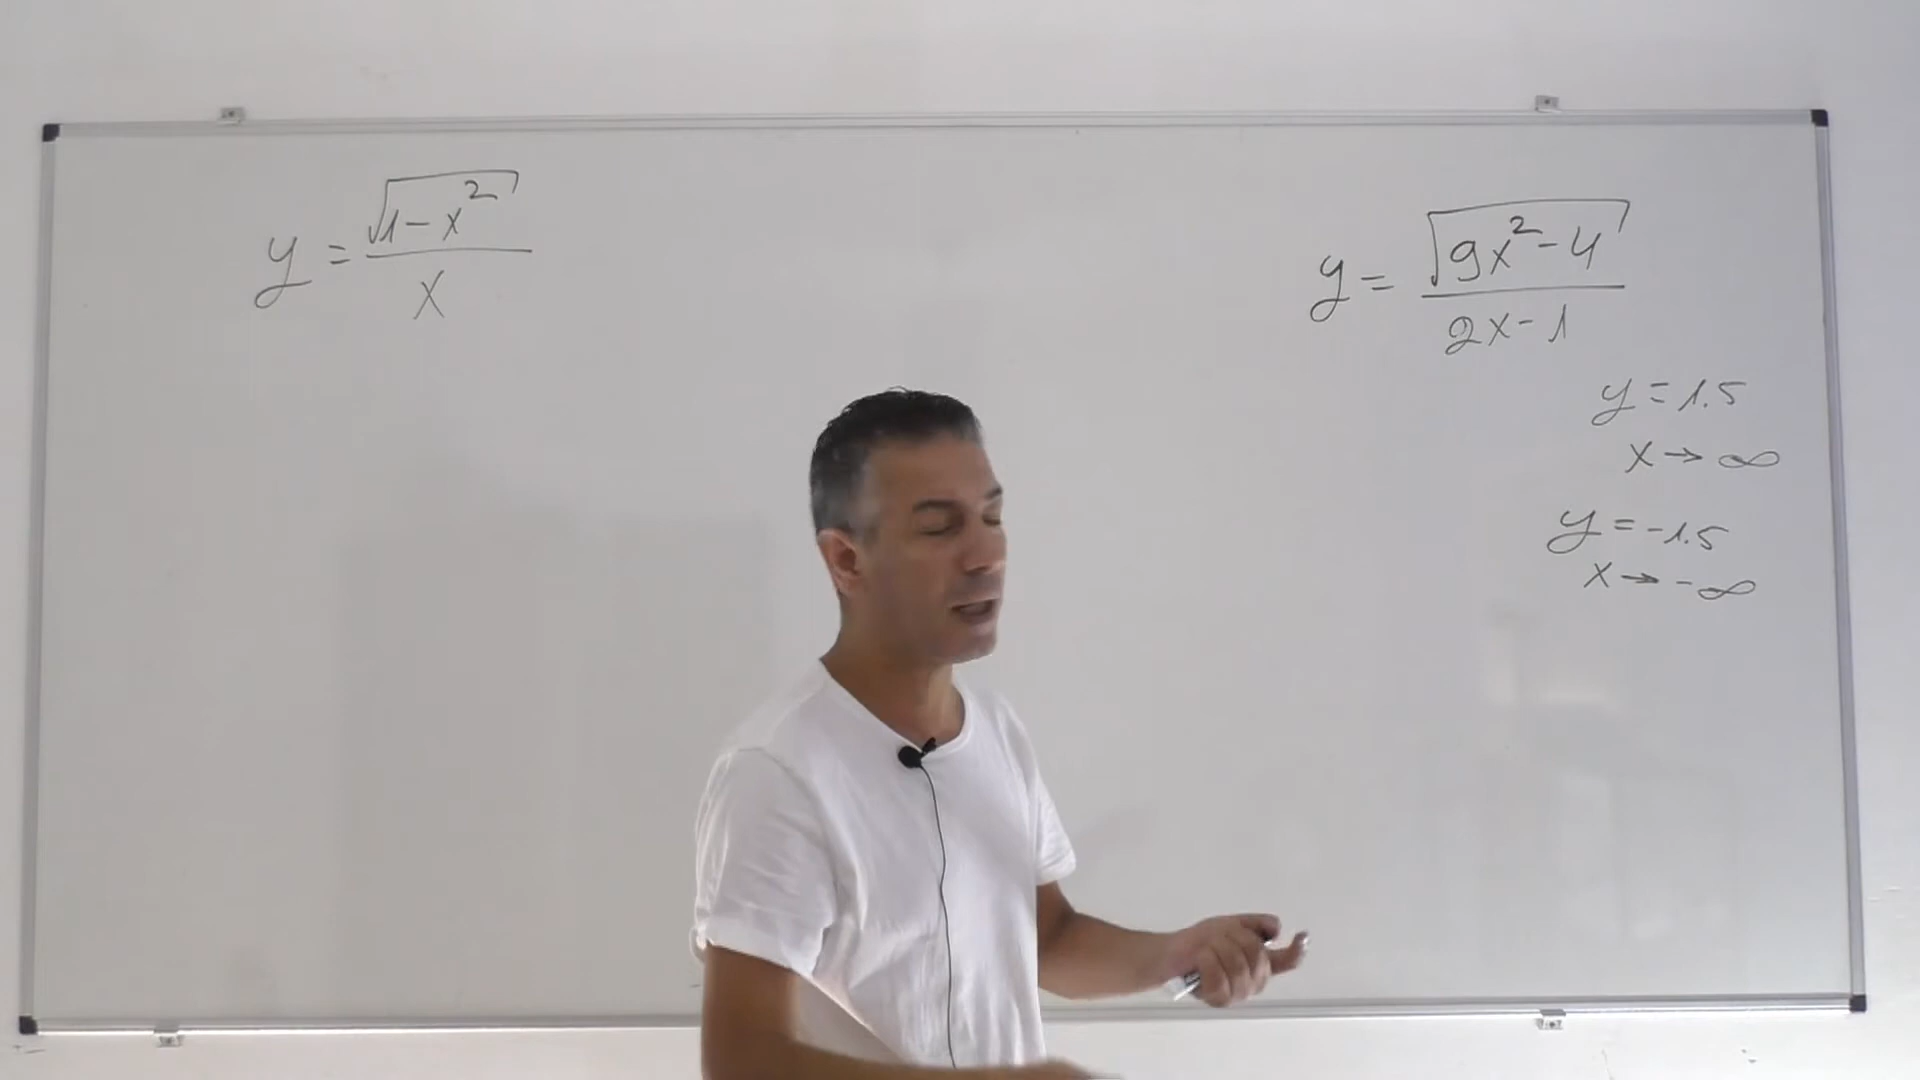 y = √(1-x²) / x
y = √(9x²-4) / (2x-1)
y = 1.5
x → ∞
y = -1.5
x → -∞